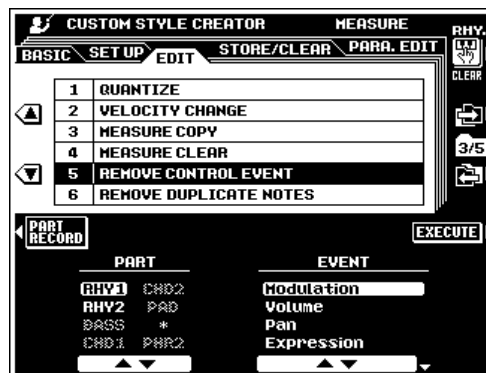 CUSTOM STYLE CREATOR MEASURE
RHY.
BASIC SET UP EDIT STORE/CLEAR PARA. EDIT
CLEAR
1 QUANTIZE
2 VELOCITY CHANGE
3 MEASURE COPY
4 MEASURE CLEAR
3/5
5 REMOVE CONTROL EVENT
6 REMOVE DUPLICATE NOTES
PART RECORD
EXECUTE
PART EVENT
RHY1 CHD2 Modulation
RHY2 PAD Volume
BASS * Pan
CHD1 PHR2 Expression